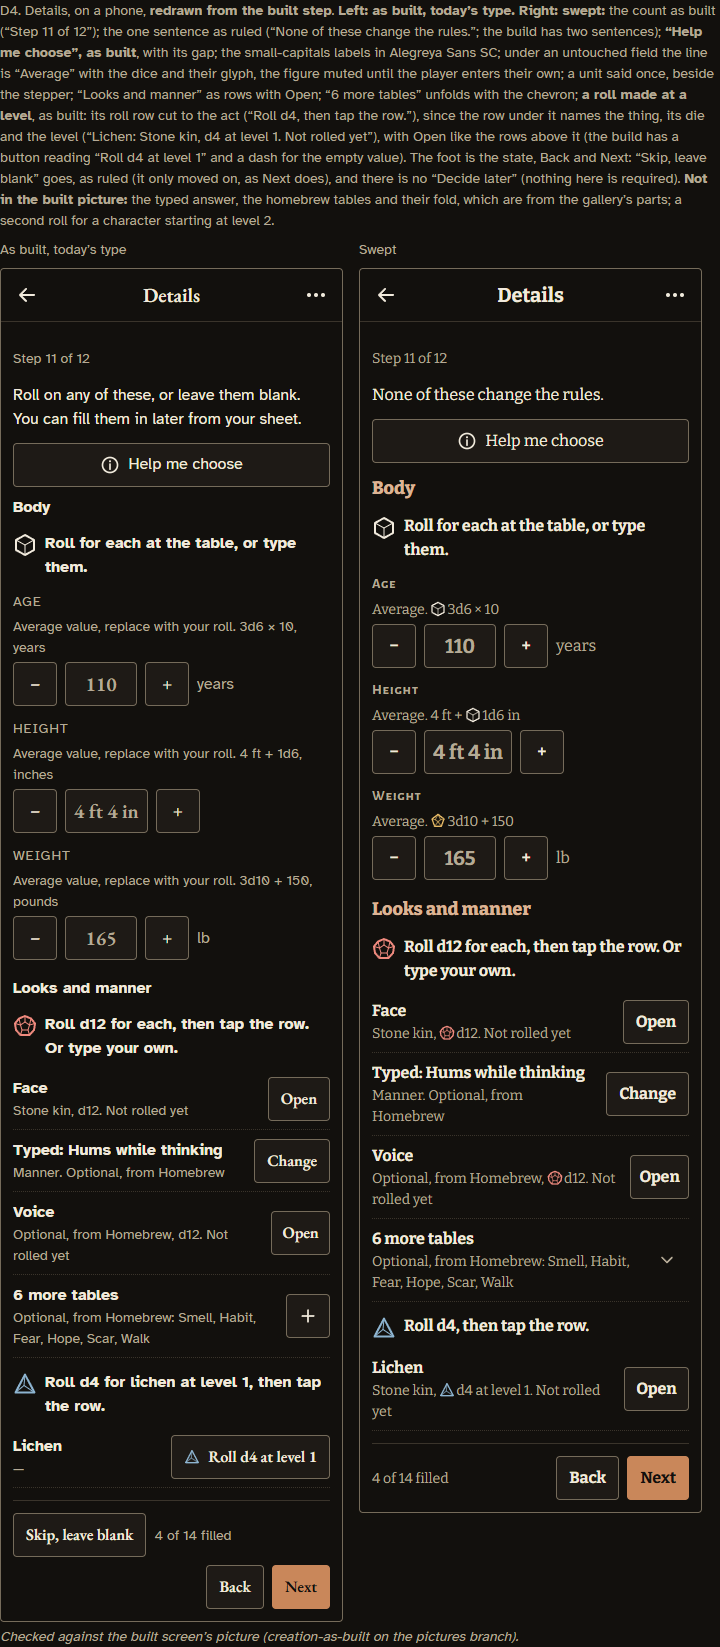 D4. Details, on a phone, redrawn from the built step. Left: as built, today's type. Right: swept: the count as built
(“Step 11 of 12”); the one sentence as ruled (“None of these change the rules.”; the build has two sentences); “Help
me choose”, as built, with its gap; the small-capitals labels in Alegreya Sans SC; under an untouched field the line
is “Average” with the dice and their glyph, the figure muted until the player enters their own; a unit said once, beside
the stepper; “Looks and manner” as rows with Open; “6 more tables” unfolds with the chevron; a roll made at a
level, as built: its roll row cut to the act (“Roll d4, then tap the row.”), since the row under it names the thing, its die
and the level (“Lichen: Stone kin, d4 at level 1. Not rolled yet”), with Open like the rows above it (the build has a
button reading “Roll d4 at level 1” and a dash for the empty value). The foot is the state, Back and Next: “Skip, leave
blank” goes, as ruled (it only moved on, as Next does), and there is no “Decide later” (nothing here is required). Not
in the built picture: the typed answer, the homebrew tables and their fold, which are from the gallery's parts; a
second roll for a character starting at level 2.
As built, today's type
Details
Step 11 of 12
Roll on any of these, or leave them blank.
You can fill them in later from your sheet.
Help me choose
Body
Roll for each at the table, or type
them.
AGE
Average value, replace with your roll. 3d6 × 10,
years
− 110 + years
HEIGHT
Average value, replace with your roll. 4 ft + 1d6,
inches
− 4 ft 4 in +
WEIGHT
Average value, replace with your roll. 3d10 + 150,
pounds
− 165 + lb
Looks and manner
Roll d12 for each, then tap the row.
Or type your own.
Face
Stone kin, d12. Not rolled yet
Open
Typed: Hums while thinking
Manner. Optional, from Homebrew
Change
Voice
Optional, from Homebrew, d12. Not
rolled yet
Open
6 more tables
Optional, from Homebrew: Smell, Habit,
Fear, Hope, Scar, Walk
+
Roll d4 for lichen at level 1, then tap
the row.
Lichen
—
Roll d4 at level 1
Skip, leave blank 4 of 14 filled
Back Next
Swept
Details
Step 11 of 12
None of these change the rules.
Help me choose
Body
Roll for each at the table, or type
them.
AGE
Average. 3d6 × 10
− 110 + years
HEIGHT
Average. 4 ft + 1d6 in
− 4 ft 4 in +
WEIGHT
Average. 3d10 + 150
− 165 + lb
Looks and manner
Roll d12 for each, then tap the row. Or
type your own.
Face
Stone kin, d12. Not rolled yet
Open
Typed: Hums while thinking
Manner. Optional, from
Homebrew
Change
Voice
Optional, from Homebrew, d12. Not
rolled yet
Open
6 more tables
Optional, from Homebrew: Smell, Habit,
Fear, Hope, Scar, Walk
Roll d4, then tap the row.
Lichen
Stone kin, d4 at level 1. Not rolled
yet
Open
4 of 14 filled Back Next
Checked against the built screen's picture (creation-as-built on the pictures branch).